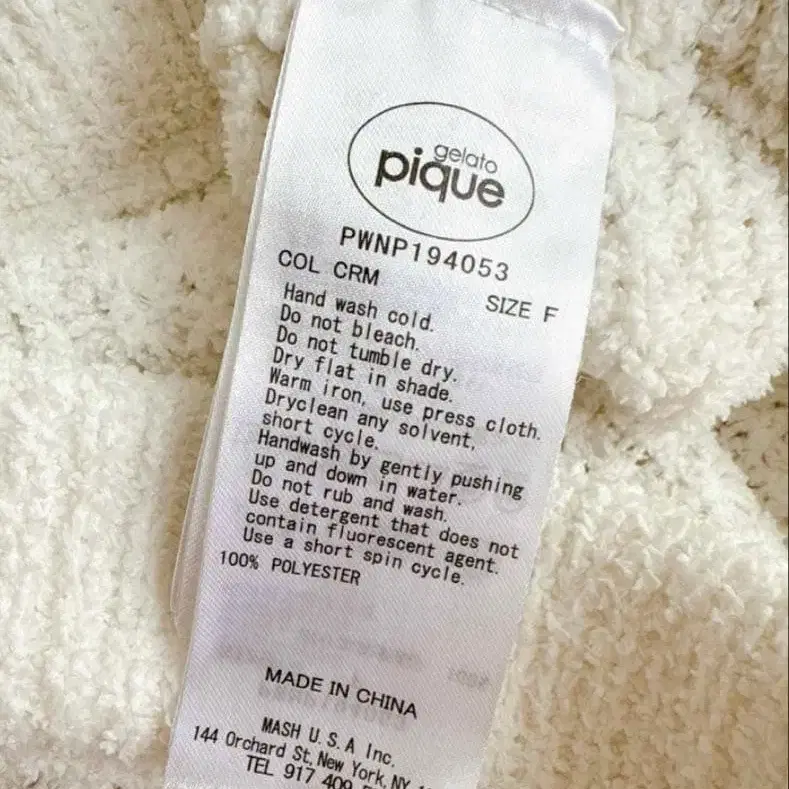 gelato
pique
PWNP194053
COL CRM
SIZE F
Hand wash cold.
Do not bleach.
Do not tumble dry.
Dry flat in shade.
Warm iron, use press cloth.
Dryclean any solvent,
short cycle.
Handwash by gently pushing
up and down in water.
Do not rub and wash.
Use detergent that does not
contain fluorescent agent.
Use a short spin cycle.
100% POLYESTER
MADE IN CHINA
MASH U.S.A Inc.
144 Orchard St, New York, NY
TEL 917 409